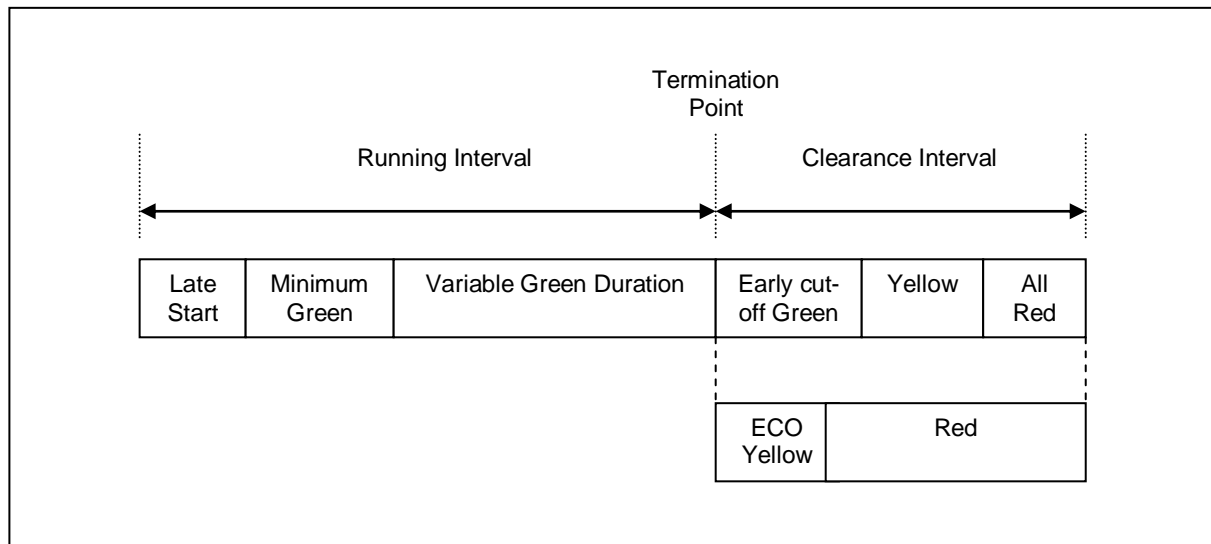 Termination
Point
Running Interval
Clearance Interval
Late
Start
Minimum
Green
Variable Green Duration
Early cut-
off Green
Yellow
All
Red
ECO
Yellow
Red